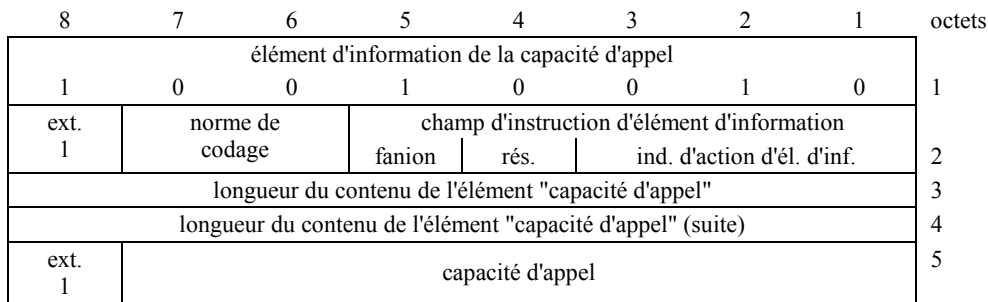 8 7 6 5 4 3 2 1 octets
élément d'information de la capacité d'appel
1 0 0 1 0 0 1 0 1
ext. norme de champ d'instruction d'élément d'information
1 codage fanion rés. ind. d'action d'él. d'inf. 2
longueur du contenu de l'élément "capacité d'appel" 3
longueur du contenu de l'élément "capacité d'appel" (suite) 4
ext. capacité d'appel 5
1